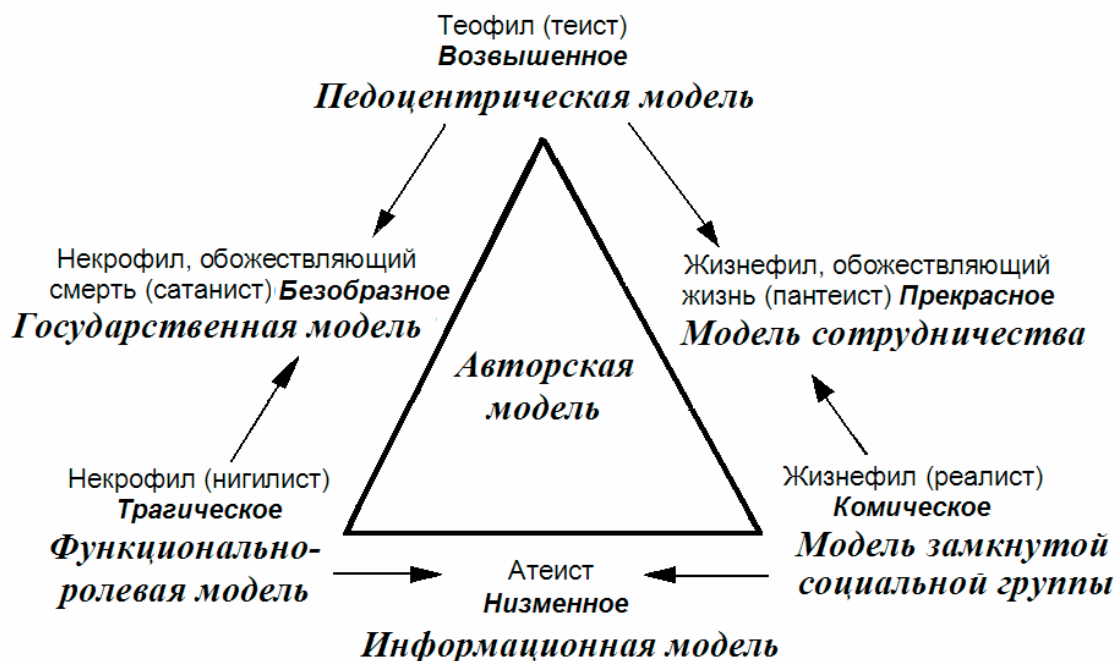 Теофил (теист)
Возвышенное
Педоцентрическая модель
Некрофил, обожествляющий
смерть (сатанист) Безобразное
Государственная модель
Жизнефил, обожествляющий
жизнь (пантеист) Прекрасное
Модель сотрудничества
Авторская
модель
Некрофил (нигилист)
Трагическое
Функционально-
ролевая модель
Жизнефил (реалист)
Комическое
Модель замкнутой
социальной группы
Атеист
Низменное
Информационная модель